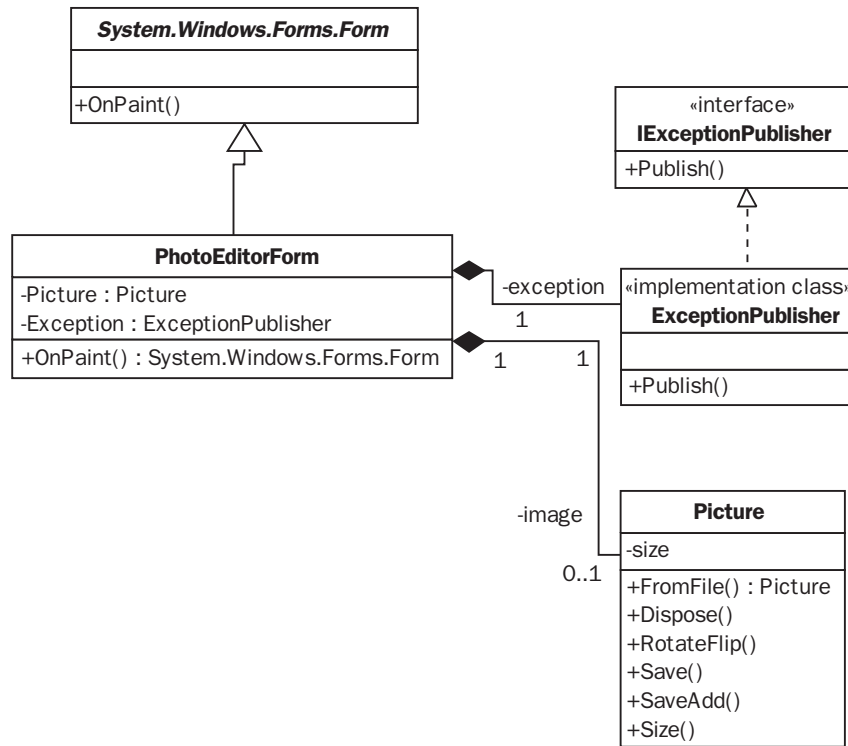 System.Windows.Forms.Form
+OnPaint()
«interface»
IExceptionPublisher
+Publish()
PhotoEditorForm
-Picture : Picture
-Exception : ExceptionPublisher
+OnPaint() : System.Windows.Forms.Form
-exception
1
«implementation class»
ExceptionPublisher
+Publish()
1
1
-image
0..1
Picture
-size
+FromFile() : Picture
+Dispose()
+RotateFlip()
+Save()
+SaveAdd()
+Size()